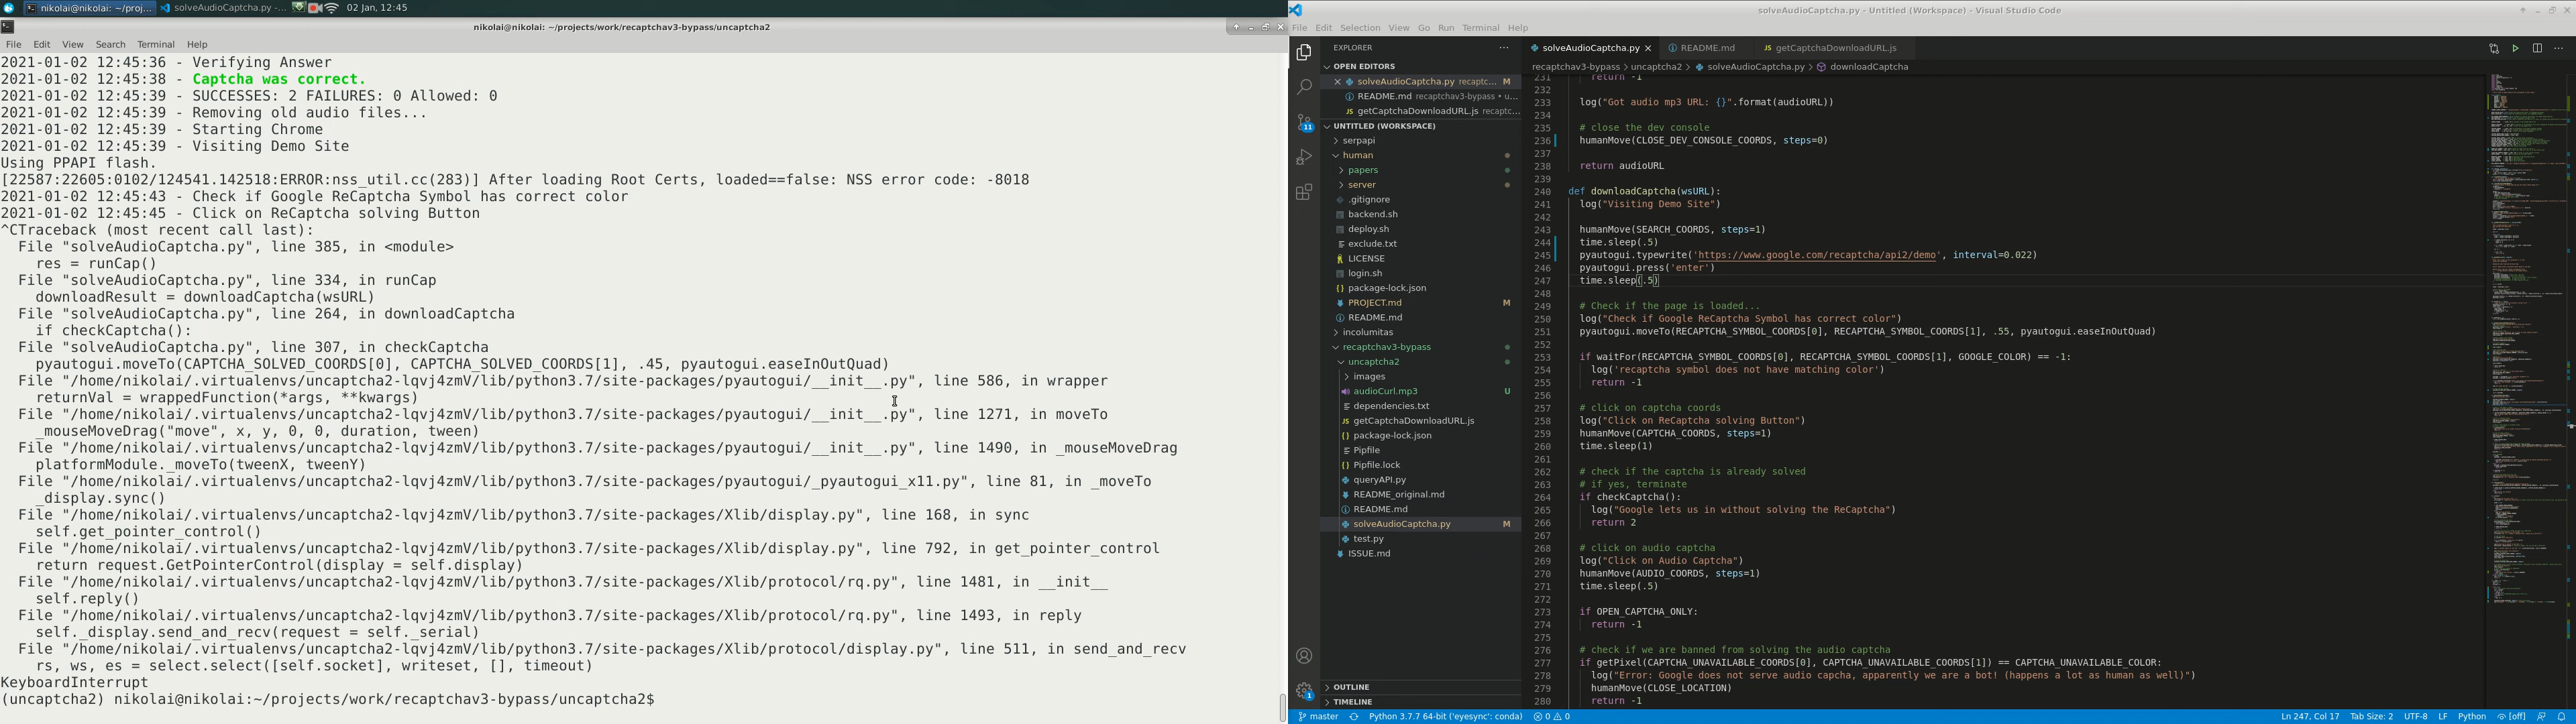 nikolai@nikolai: ~/proj...
solveAudioCaptcha.py -...
02 Jan, 12:45
nikolai@nikolai: ~/projects/work/recaptchav3-bypass/uncaptcha2
File Edit View Search Terminal Help
2021-01-02 12:45:36 - Verifying Answer
2021-01-02 12:45:38 - Captcha was correct.
2021-01-02 12:45:39 - SUCCESSES: 2 FAILURES: 0 Allowed: 0
2021-01-02 12:45:39 - Removing old audio files...
2021-01-02 12:45:39 - Starting Chrome
2021-01-02 12:45:39 - Visiting Demo Site
Using PPAPI flash.
[22587:22605:0102/124541.142518:ERROR:nss_util.cc(283)] After loading Root Certs, loaded==false: NSS error code: -8018
2021-01-02 12:45:43 - Check if Google ReCaptcha Symbol has correct color
2021-01-02 12:45:45 - Click on ReCaptcha solving Button
^CTraceback (most recent call last):
File "solveAudioCaptcha.py", line 385, in <module>
res = runCap()
File "solveAudioCaptcha.py", line 334, in runCap
downloadResult = downloadCaptcha(wsURL)
File "solveAudioCaptcha.py", line 264, in downloadCaptcha
if checkCaptcha():
File "solveAudioCaptcha.py", line 307, in checkCaptcha
pyautogui.moveTo(CAPTCHA_SOLVED_COORDS[0], CAPTCHA_SOLVED_COORDS[1], .45, pyautogui.easeInOutQuad)
File "/home/nikolai/.virtualenvs/uncaptcha2-lqvj4zmV/lib/python3.7/site-packages/pyautogui/__init__.py", line 586, in wrapper
returnVal = wrappedFunction(*args, **kwargs)
File "/home/nikolai/.virtualenvs/uncaptcha2-lqvj4zmV/lib/python3.7/site-packages/pyautogui/__init__.py", line 1271, in moveTo
_mouseMoveDrag("move", x, y, 0, 0, duration, tween)
File "/home/nikolai/.virtualenvs/uncaptcha2-lqvj4zmV/lib/python3.7/site-packages/pyautogui/__init__.py", line 1490, in _mouseMoveDrag
platformModule._moveTo(tweenX, tweenY)
File "/home/nikolai/.virtualenvs/uncaptcha2-lqvj4zmV/lib/python3.7/site-packages/pyautogui/_pyautogui_x11.py", line 81, in _moveTo
_display.sync()
File "/home/nikolai/.virtualenvs/uncaptcha2-lqvj4zmV/lib/python3.7/site-packages/Xlib/display.py", line 168, in sync
self.get_pointer_control()
File "/home/nikolai/.virtualenvs/uncaptcha2-lqvj4zmV/lib/python3.7/site-packages/Xlib/display.py", line 792, in get_pointer_control
return request.GetPointerControl(display = self.display)
File "/home/nikolai/.virtualenvs/uncaptcha2-lqvj4zmV/lib/python3.7/site-packages/Xlib/protocol/rq.py", line 1481, in __init__
self.reply()
File "/home/nikolai/.virtualenvs/uncaptcha2-lqvj4zmV/lib/python3.7/site-packages/Xlib/protocol/rq.py", line 1493, in reply
self._display.send_and_recv(request = self._serial)
File "/home/nikolai/.virtualenvs/uncaptcha2-lqvj4zmV/lib/python3.7/site-packages/Xlib/protocol/display.py", line 511, in send_and_recv
rs, ws, es = select.select([self.socket], writeset, [], timeout)
KeyboardInterrupt
(uncaptcha2) nikolai@nikolai:~/projects/work/recaptchav3-bypass/uncaptcha2$
solveAudioCaptcha.py - Untitled (Workspace) - Visual Studio Code
File Edit Selection View Go Run Terminal Help
EXPLORER
OPEN EDITORS
solveAudioCaptcha.py recaptc... M
README.md recaptchav3-bypass • u...
getCaptchaDownloadURL.js recaptc...
UNTITLED (WORKSPACE)
serpapi
human
papers
server
.gitignore
backend.sh
deploy.sh
exclude.txt
LICENSE
login.sh
package-lock.json
PROJECT.md M
README.md
incolumitas
recaptchav3-bypass
uncaptcha2
images
audioCurl.mp3 U
dependencies.txt
getCaptchaDownloadURL.js
package-lock.json
Pipfile
Pipfile.lock
queryAPI.py
README_original.md
README.md
solveAudioCaptcha.py M
test.py
ISSUE.md
OUTLINE
TIMELINE
11
1
solveAudioCaptcha.py
README.md
getCaptchaDownloadURL.js
recaptchav3-bypass > uncaptcha2 > solveAudioCaptcha.py > downloadCaptcha
231 return -1
232
233 log("Got audio mp3 URL: {}".format(audioURL))
234
235 # close the dev console
236 humanMove(CLOSE_DEV_CONSOLE_COORDS, steps=0)
237
238 return audioURL
239
240 def downloadCaptcha(wsURL):
241 log("Visiting Demo Site")
242
243 humanMove(SEARCH_COORDS, steps=1)
244 time.sleep(.5)
245 pyautogui.typewrite('https://www.google.com/recaptcha/api2/demo', interval=0.022)
246 pyautogui.press('enter')
247 time.sleep(.5)
248
249 # Check if the page is loaded...
250 log("Check if Google ReCaptcha Symbol has correct color")
251 pyautogui.moveTo(RECAPTCHA_SYMBOL_COORDS[0], RECAPTCHA_SYMBOL_COORDS[1], .55, pyautogui.easeInOutQuad)
252
253 if waitFor(RECAPTCHA_SYMBOL_COORDS[0], RECAPTCHA_SYMBOL_COORDS[1], GOOGLE_COLOR) == -1:
254 log('recaptcha symbol does not have matching color')
255 return -1
256
257 # click on captcha coords
258 log("Click on ReCaptcha solving Button")
259 humanMove(CAPTCHA_COORDS, steps=1)
260 time.sleep(1)
261
262 # check if the captcha is already solved
263 # if yes, terminate
264 if checkCaptcha():
265 log("Google lets us in without solving the ReCaptcha")
266 return 2
267
268 # click on audio captcha
269 log("Click on Audio Captcha")
270 humanMove(AUDIO_COORDS, steps=1)
271 time.sleep(.5)
272
273 if OPEN_CAPTCHA_ONLY:
274 return -1
275
276 # check if we are banned from solving the audio captcha
277 if getPixel(CAPTCHA_UNAVAILABLE_COORDS[0], CAPTCHA_UNAVAILABLE_COORDS[1]) == CAPTCHA_UNAVAILABLE_COLOR:
278 log("Error: Google does not serve audio capcha, apparently we are a bot! (happens a lot as human as well)")
279 humanMove(CLOSE_LOCATION)
280 return -1
master Python 3.7.7 64-bit ('eyesync': conda) 0 0 Ln 247, Col 17 Tab Size: 2 UTF-8 LF Python [off]